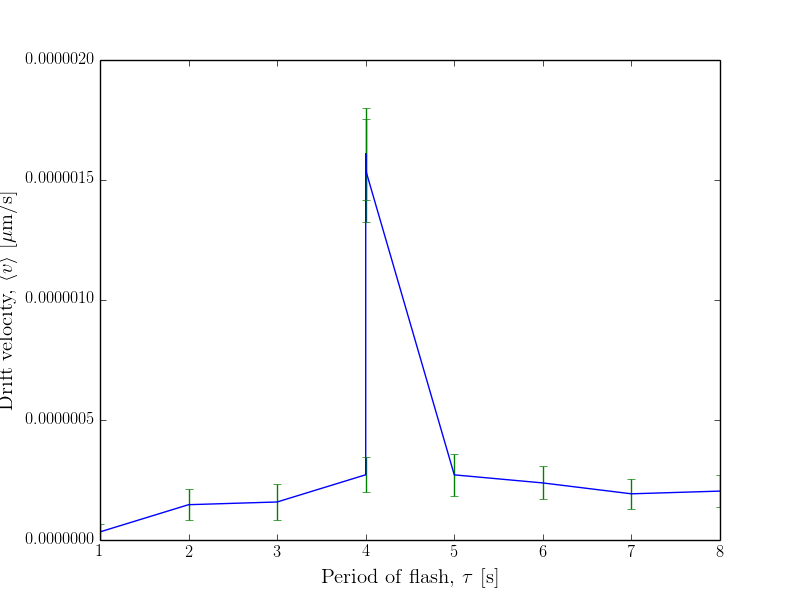 0.0000020
0.0000015
0.0000010
0.0000005
0.0000000
Drift velocity, ⟨v⟩ [μm/s]
1 2 3 4 5 6 7 8
Period of flash, τ [s]